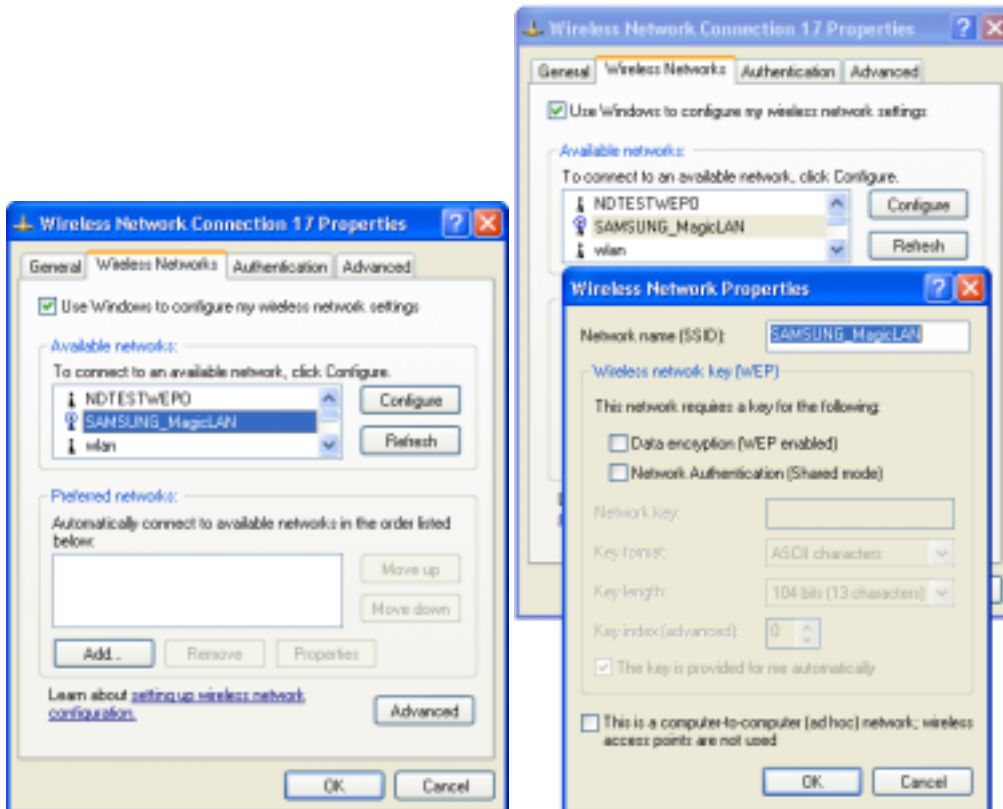 Wireless Network Connection 17 Properties
General Wireless Networks Authentication Advanced
Use Windows to configure my wireless network settings
Available networks:
To connect to an available network, click Configure.
NDTESTWEP0
SAMSUNG_MagicLAN
wlan
Configure
Refresh
Preferred networks:
Automatically connect to available networks in the order listed
below:
Move up
Move down
Add... Remove Properties
Learn about setting up wireless network
configuration.
Advanced
OK Cancel
Wireless Network Connection 17 Properties
General Wireless Networks Authentication Advanced
Use Windows to configure my wireless network settings
Available networks:
To connect to an available network, click Configure.
NDTESTWEP0
SAMSUNG_MagicLAN
wlan
Configure
Refresh
Wireless Network Properties
Network name (SSID): SAMSUNG_MagicLAN
Wireless network key (WEP)
This network requires a key for the following:
Data encryption (WEP enabled)
Network Authentication (Shared mode)
Network key:
Key format: ASCII characters
Key length: 104 bits (13 characters)
Key index (advanced): 0
The key is provided for me automatically
This is a computer-to-computer (ad hoc) network; wireless
access points are not used
OK Cancel